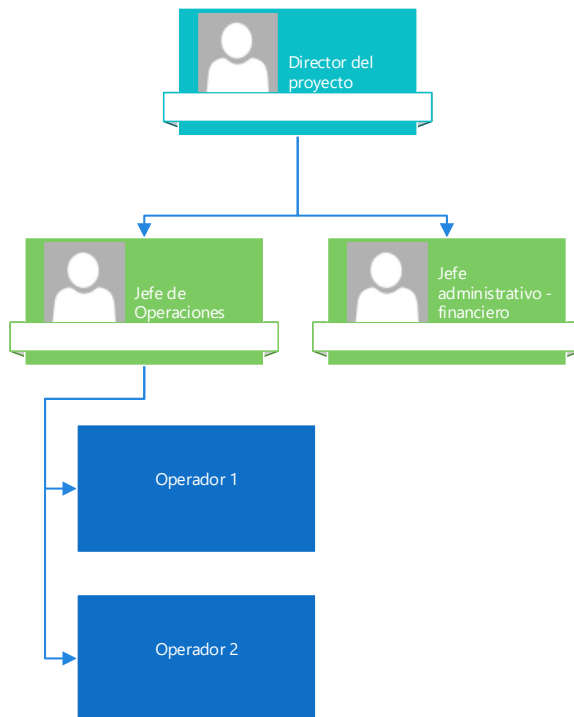 Director del
proyecto
Jefe de
Operaciones
Jefe
administrativo -
financiero
Operador 1
Operador 2